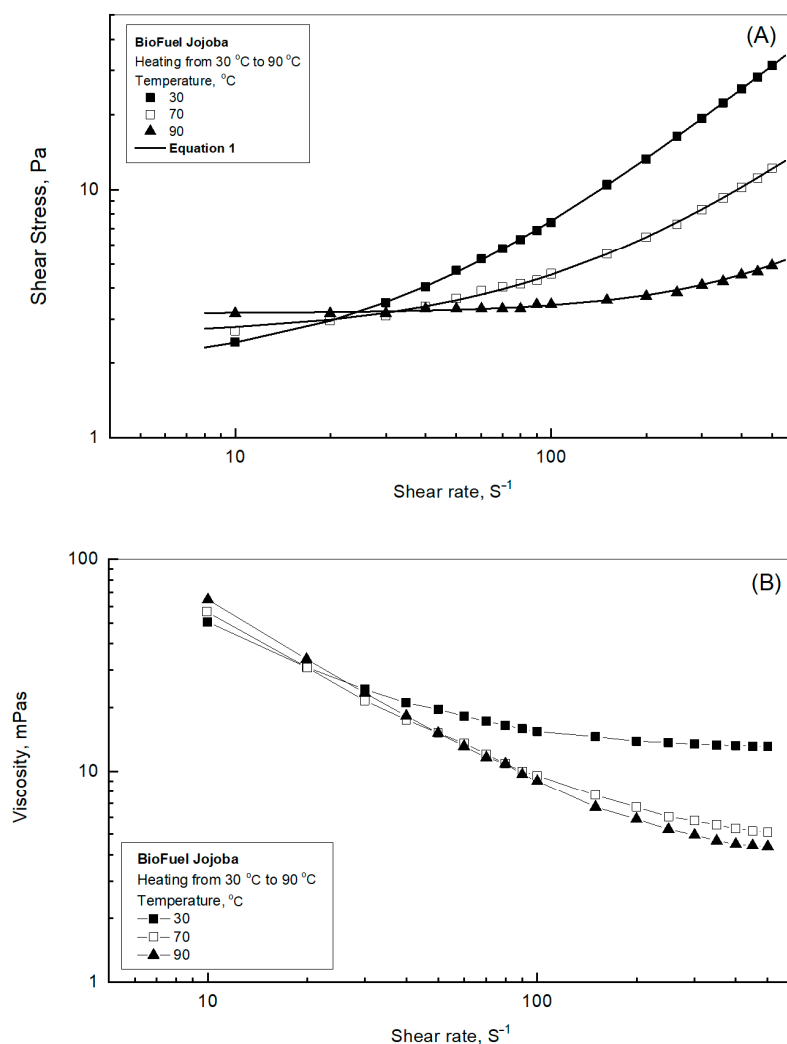 (A)
BioFuel Jojoba
Heating from 30 °C to 90 °C
Temperature, °C
30
70
90
Equation 1
10
1
Shear Stress, Pa
10
100
Shear rate, S⁻¹
(B)
100
10
1
Viscosity, mPas
BioFuel Jojoba
Heating from 30 °C to 90 °C
Temperature, °C
30
70
90
10
100
Shear rate, S⁻¹